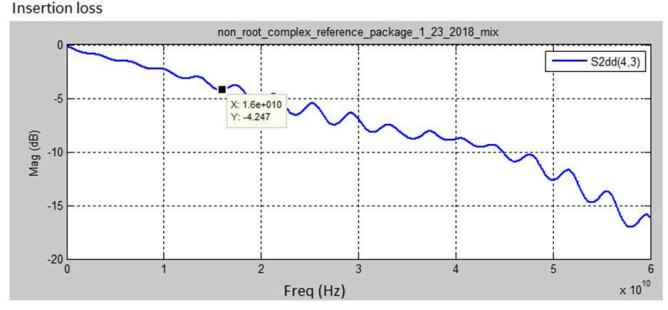 Insertion loss
non_root_complex_reference_package_1_23_2018_mix
S2dd(4,3)
X: 1.6e+010
Y: -4.247
Mag (dB)
0
-5
-10
-15
-20
0 1 2 3 4 5 6
Freq (Hz)
x 10^10